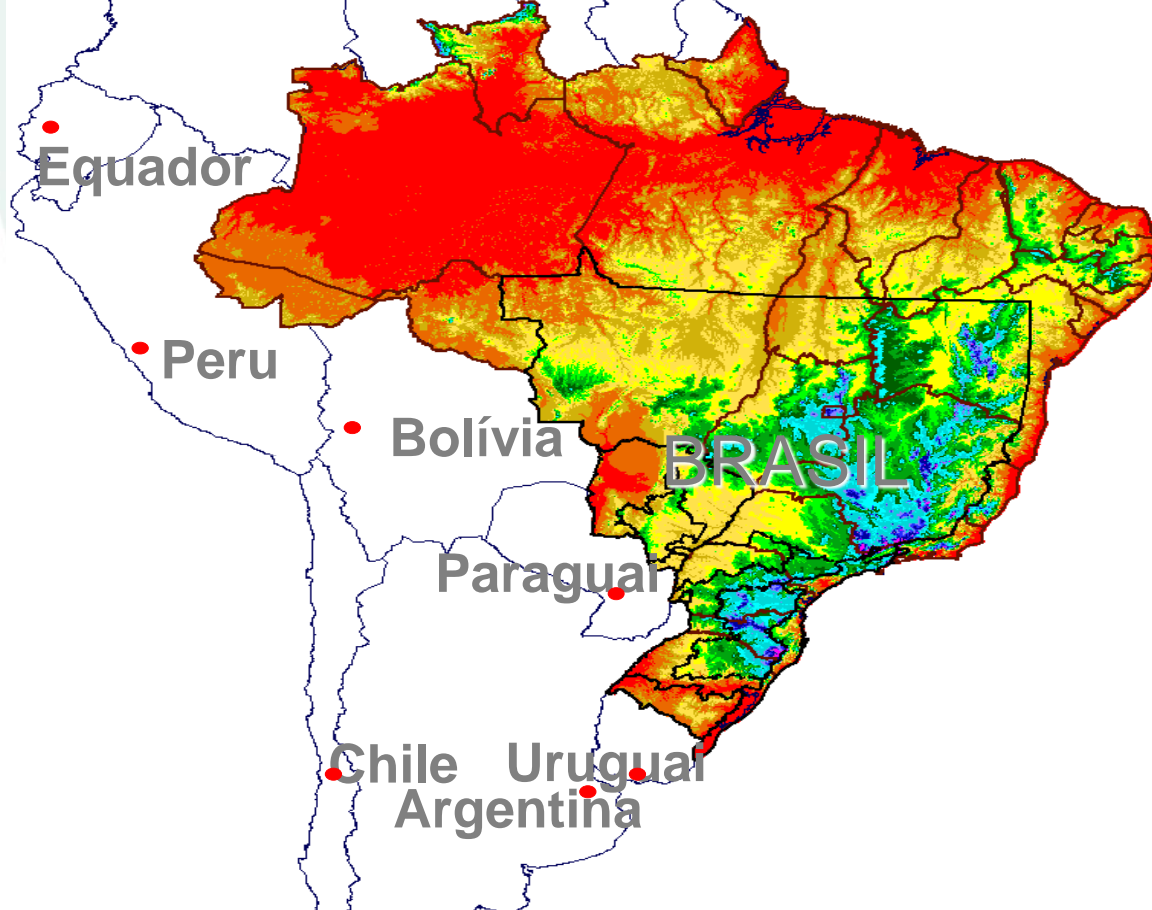 Equador
Peru
Bolívia
BRASIL
Paraguai
Chile
Uruguai
Argentina